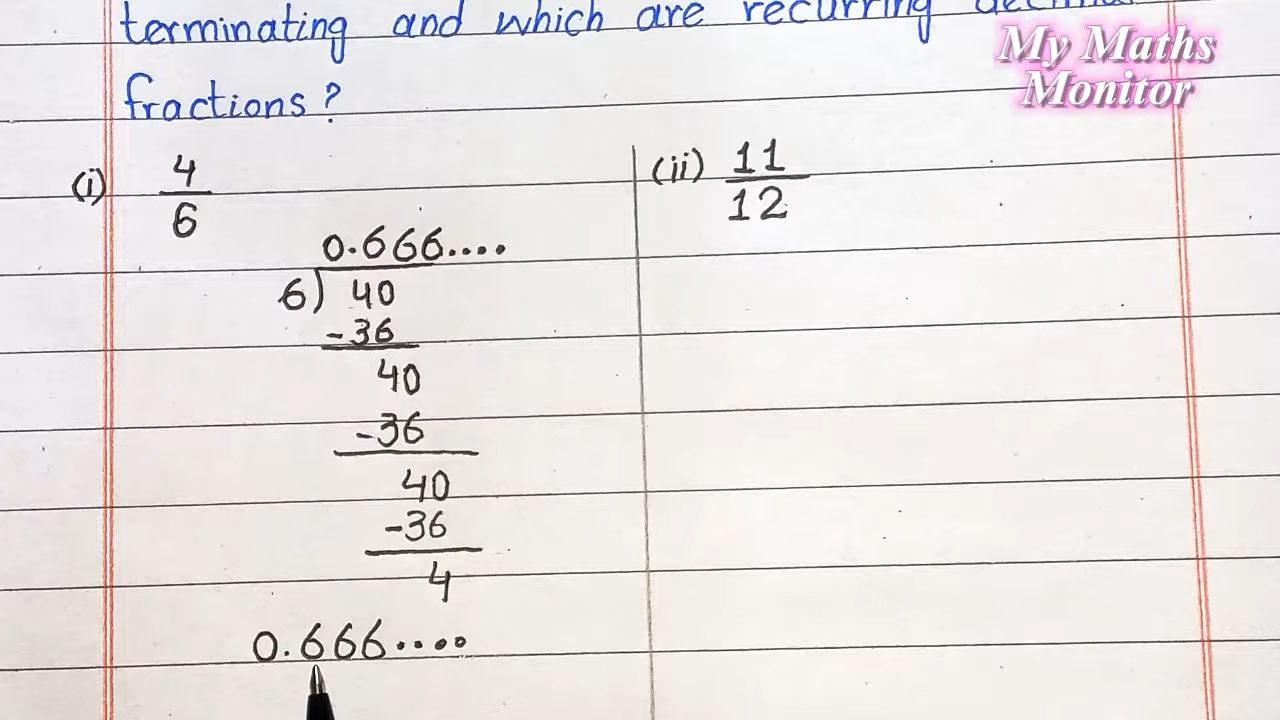 terminating and which are recurring
My Maths
Monitor
fractions?
(i) 4
6
0.666....
6) 40
-36
40
-36
40
-36
4
0.666....
(ii) 11
12